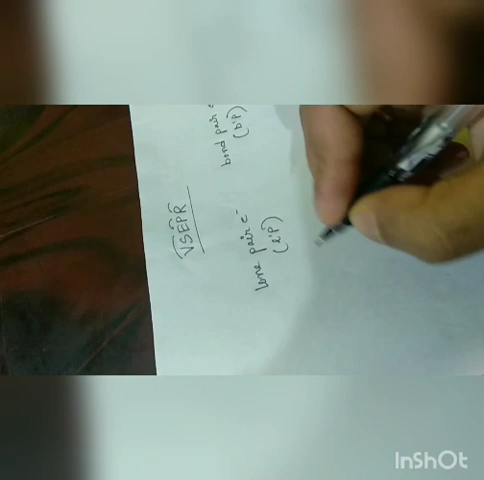 VSEPR
lone pair e⁻
(l.P)
bond pair e
(b.P)
InShOt